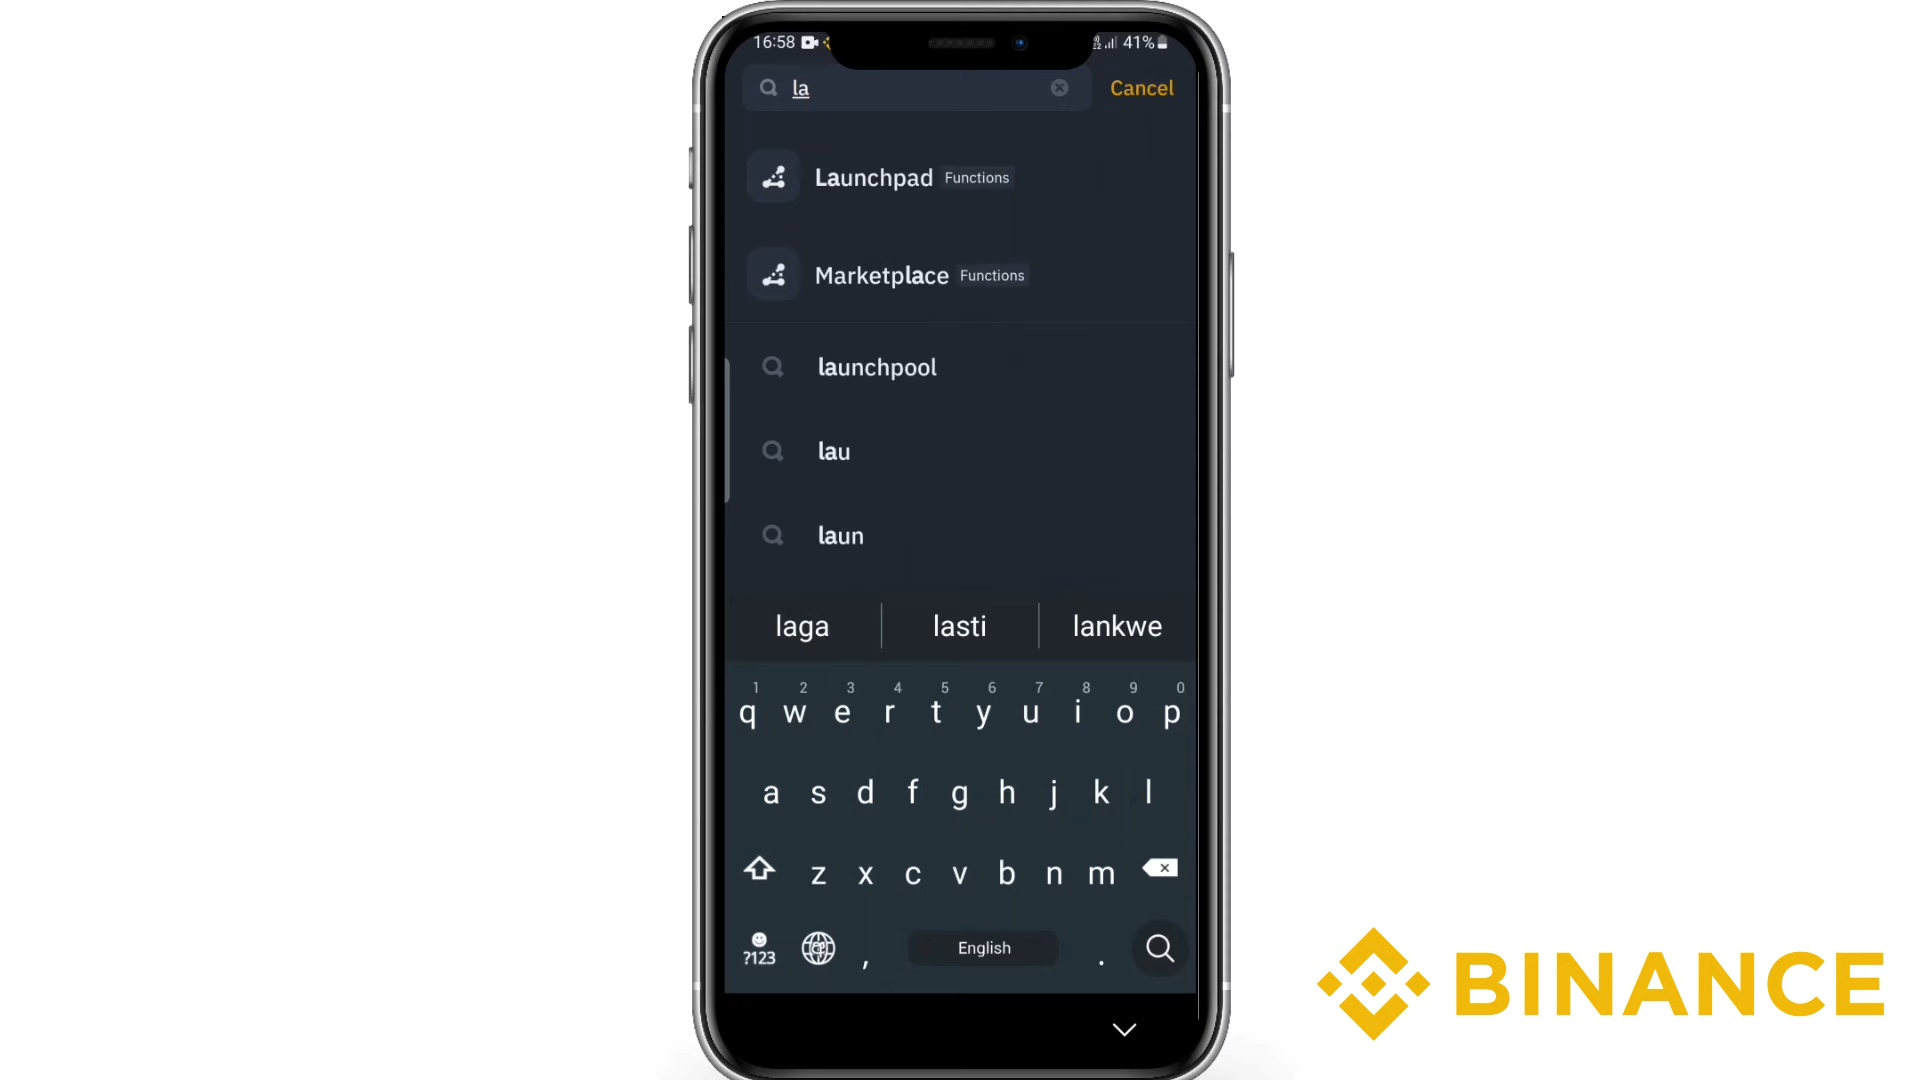 16:58 41%
la Cancel
Launchpad Functions
Marketplace Functions
launchpool
lau
laun
laga lasti lankwe
1 2 3 4 5 6 7 8 9 0
q w e r t y u i o p
a s d f g h j k l
z x c v b n m
?123 , English .
BINANCE